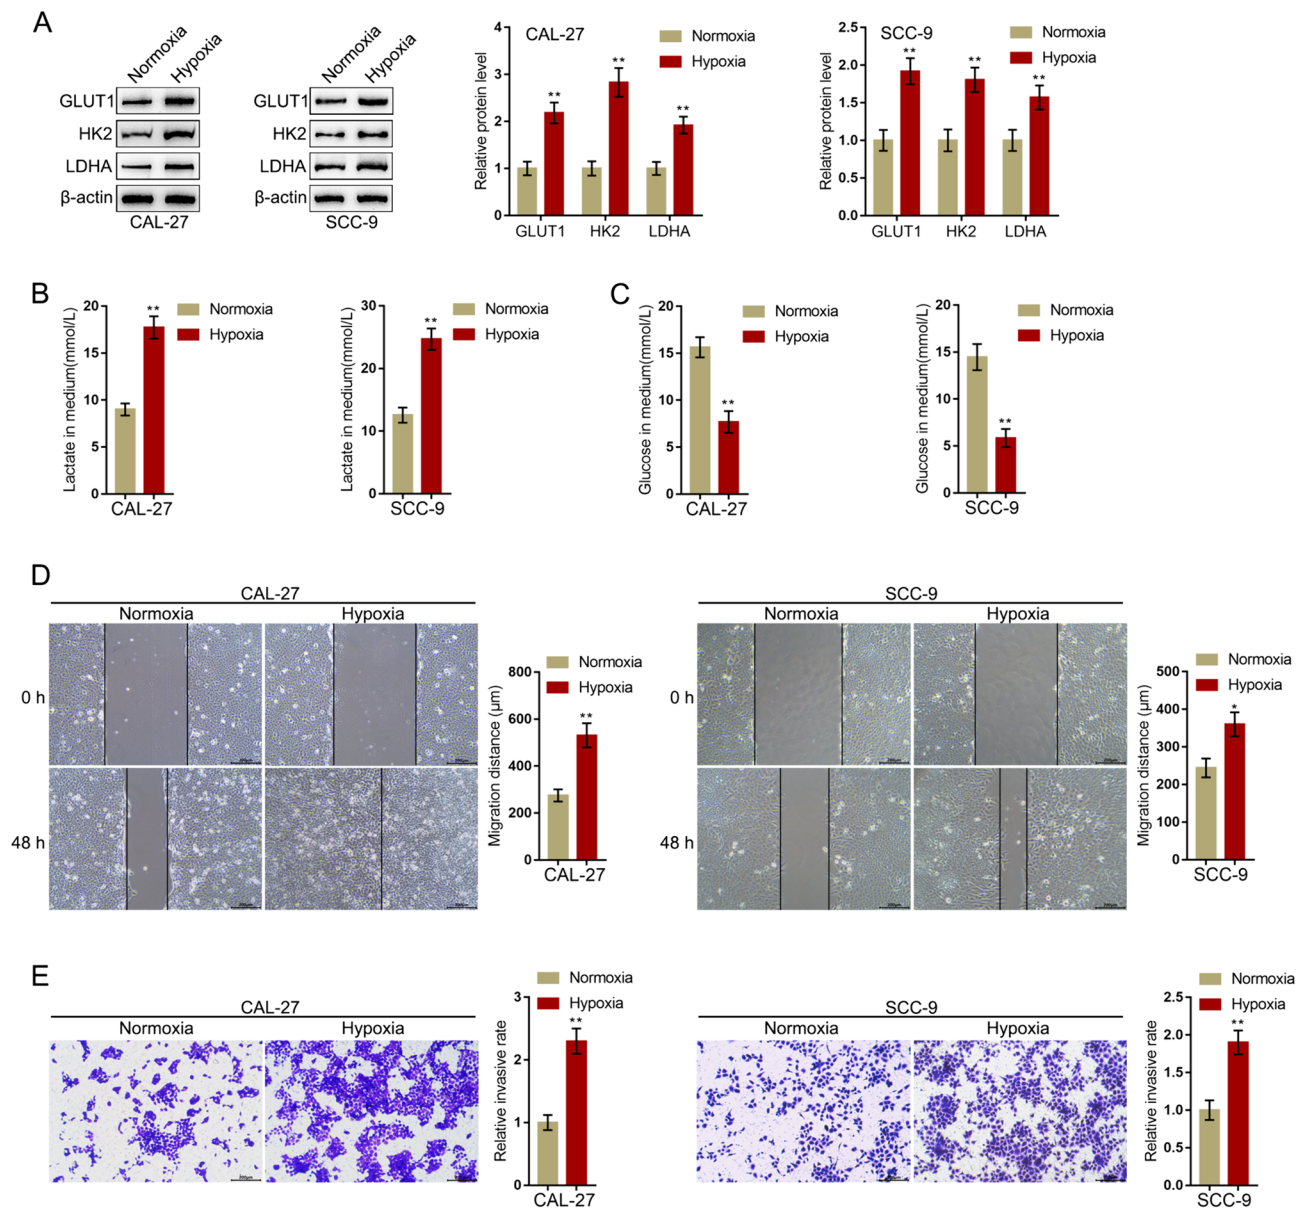 A
Normoxia
Hypoxia
GLUT1
HK2
LDHA
β-actin
CAL-27
Normoxia
Hypoxia
GLUT1
HK2
LDHA
β-actin
SCC-9
Relative protein level
4
3
2
1
0
CAL-27
Normoxia
Hypoxia
**
**
**
GLUT1 HK2 LDHA
Relative protein level
2.5
2.0
1.5
1.0
0.5
0.0
SCC-9
Normoxia
Hypoxia
**
**
**
GLUT1 HK2 LDHA
B
Lactate in medium(mmol/L)
20
15
10
5
0
**
Normoxia
Hypoxia
CAL-27
Lactate in medium(mmol/L)
30
20
10
0
**
Normoxia
Hypoxia
SCC-9
C
Glucose in medium(mmol/L)
20
15
10
5
0
**
Normoxia
Hypoxia
CAL-27
Glucose in medium(mmol/L)
20
15
10
5
0
**
Normoxia
Hypoxia
SCC-9
D
CAL-27
Normoxia Hypoxia
0 h
48 h
Migration distance (μm)
800
600
400
200
0
Normoxia
Hypoxia
**
CAL-27
SCC-9
Normoxia Hypoxia
0 h
48 h
Migration distance (μm)
500
400
300
200
100
0
Normoxia
Hypoxia
*
SCC-9
E
CAL-27
Normoxia Hypoxia
Relative invasive rate
3
2
1
0
Normoxia
Hypoxia
**
CAL-27
SCC-9
Normoxia Hypoxia
Relative invasive rate
2.5
2.0
1.5
1.0
0.5
0.0
Normoxia
Hypoxia
**
SCC-9